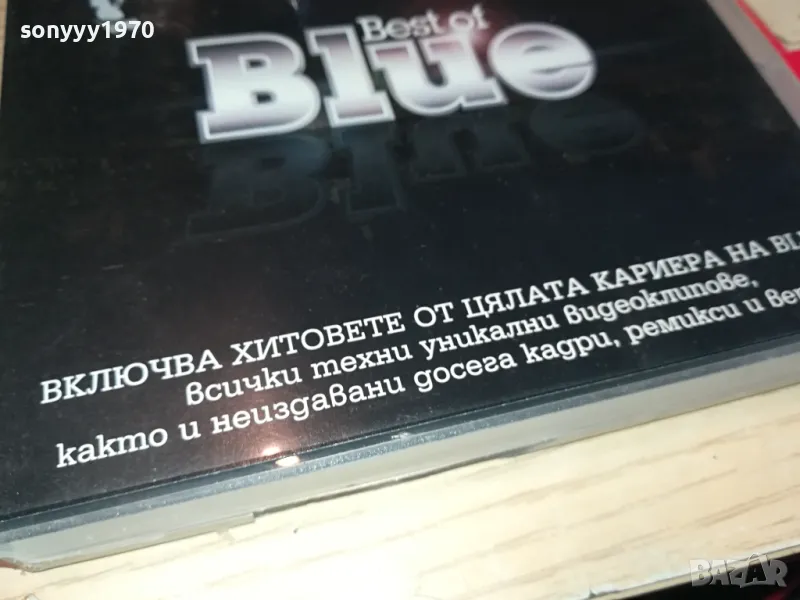 sonyyy1970
Best of
Blue
ВКЛЮЧВА ХИТОВЕТЕ ОТ ЦЯЛАТА КАРИЕРА НА
всички техни уникални видеоклипове,
както и неиздавани досега кадри, ремикси и
BAZAR